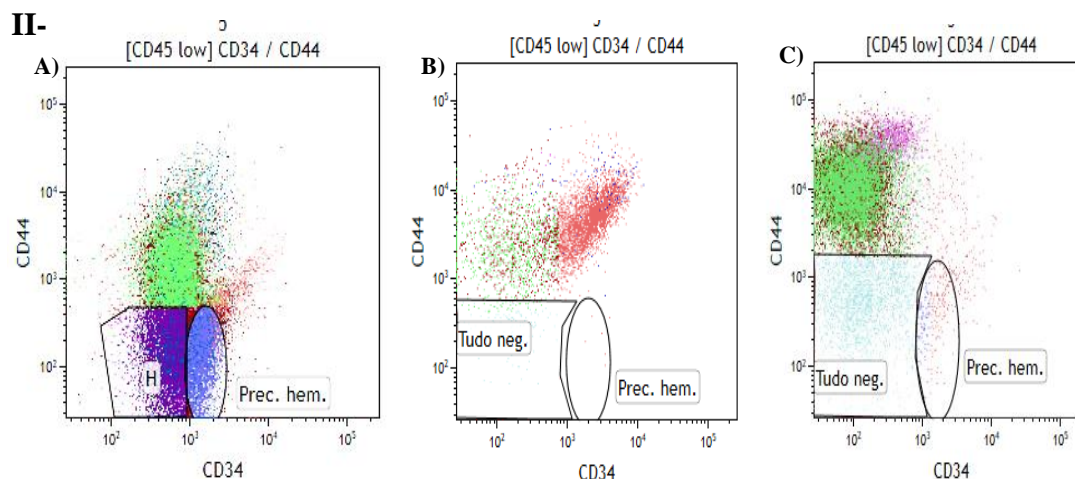 II-
[CD45 low] CD34 / CD44
A)
10⁵
10⁴
10³
10²
CD44
H
Prec. hem.
10² 10³ 10⁴ 10⁵
CD34
[CD45 low] CD34 / CD44
B)
10⁵
10⁴
10³
10²
CD44
Tudo neg.
Prec. hem.
10² 10³ 10⁴ 10⁵
CD34
[CD45 low] CD34 / CD44
C)
10⁵
10⁴
10³
10²
CD44
Tudo neg.
Prec. hem.
10² 10³ 10⁴ 10⁵
CD34